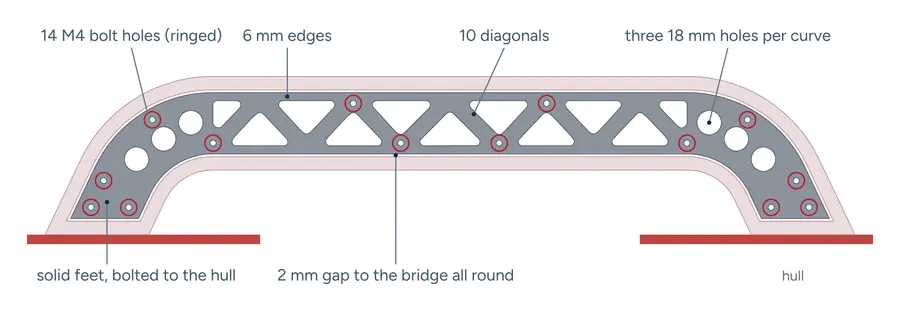 14 M4 bolt holes (ringed)
6 mm edges
10 diagonals
three 18 mm holes per curve
solid feet, bolted to the hull
2 mm gap to the bridge all round
hull